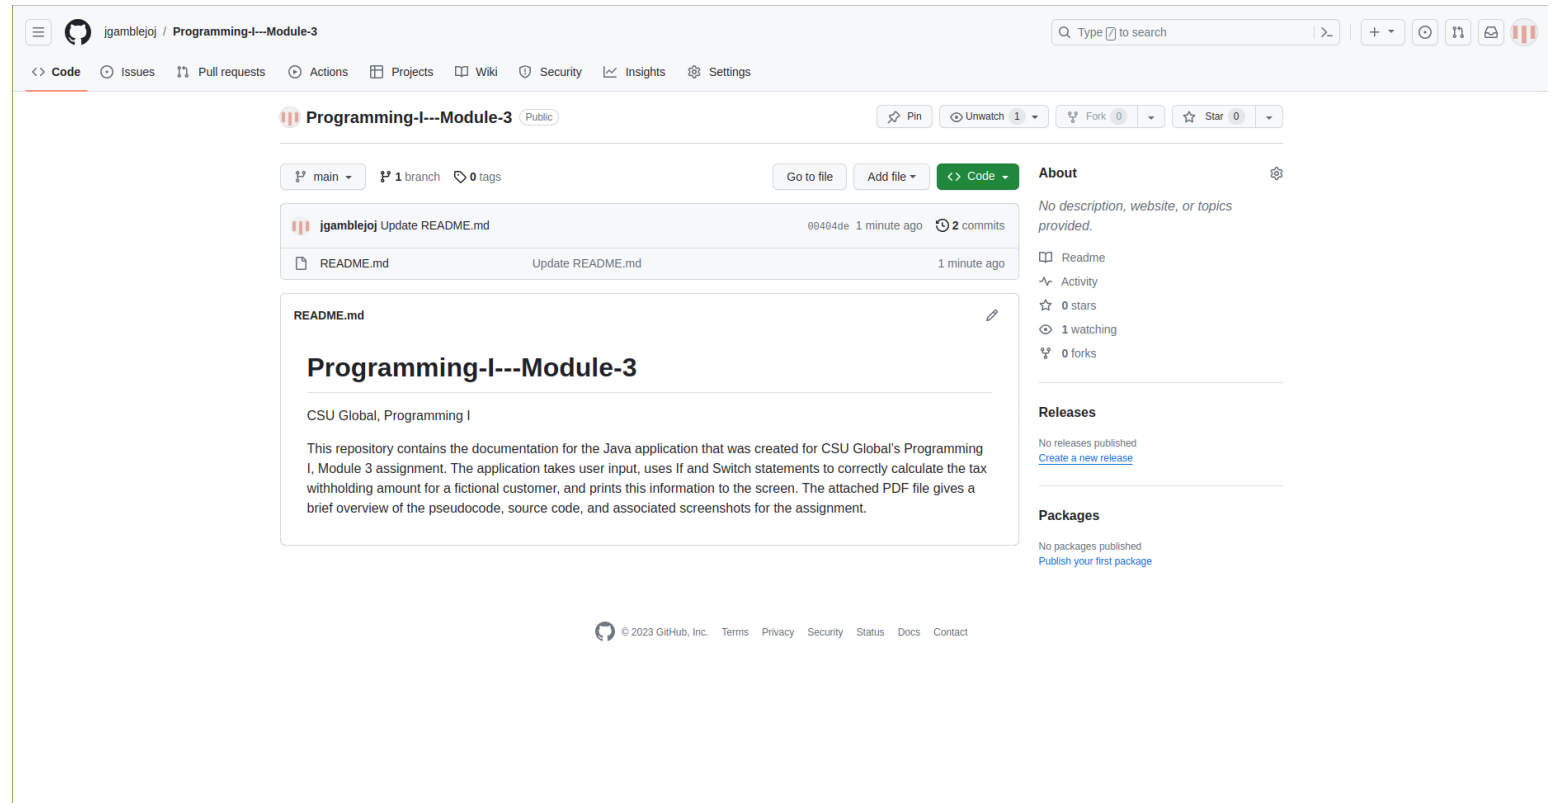 jgamblejoj / Programming-I---Module-3
Type / to search
Code Issues Pull requests Actions Projects Wiki Security Insights Settings
Programming-I---Module-3 Public
Pin Unwatch 1 Fork 0 Star 0
main 1 branch 0 tags
Go to file Add file Code
jgamblejoj Update README.md 00404de 1 minute ago 2 commits
README.md Update README.md 1 minute ago
README.md
Programming-I---Module-3
CSU Global, Programming I
This repository contains the documentation for the Java application that was created for CSU Global's Programming
I, Module 3 assignment. The application takes user input, uses If and Switch statements to correctly calculate the tax
withholding amount for a fictional customer, and prints this information to the screen. The attached PDF file gives a
brief overview of the pseudocode, source code, and associated screenshots for the assignment.
About
No description, website, or topics
provided.
Readme
Activity
0 stars
1 watching
0 forks
Releases
No releases published
Create a new release
Packages
No packages published
Publish your first package
© 2023 GitHub, Inc. Terms Privacy Security Status Docs Contact